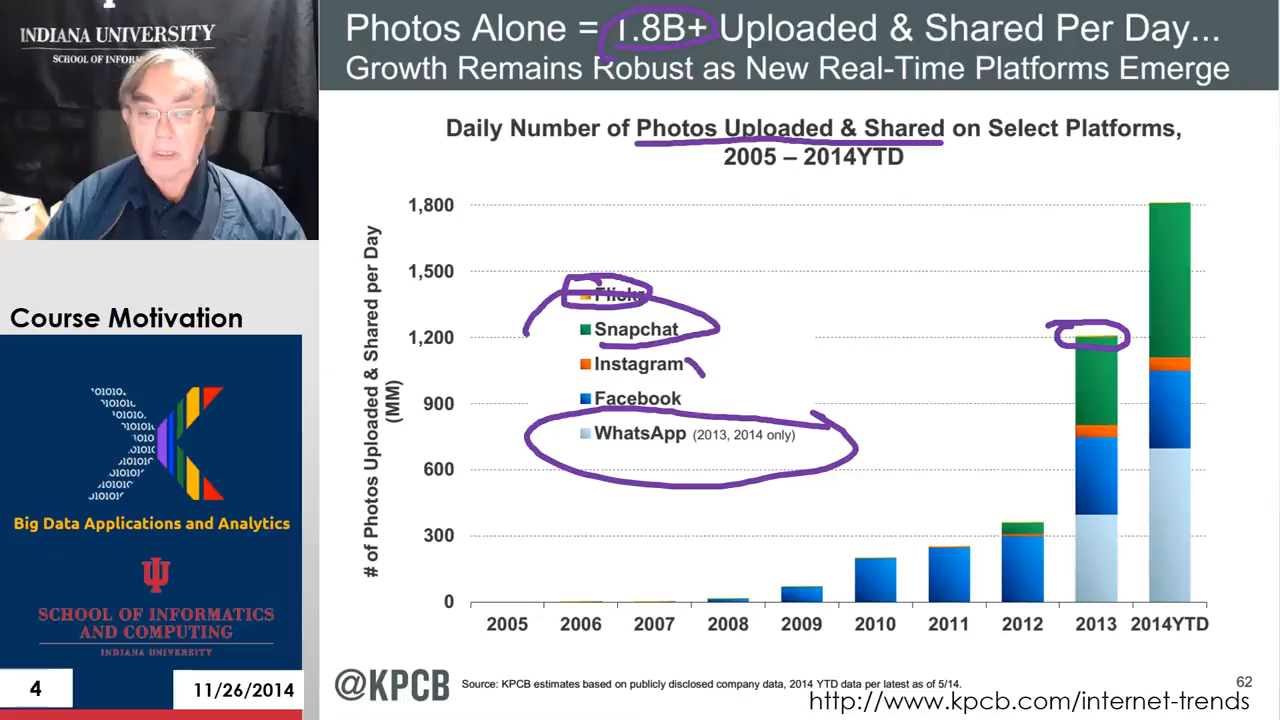 INDIANA UNIVERSITY
SCHOOL OF INFOR
Course Motivation
Big Data Applications and Analytics
SCHOOL OF INFORMATICS
AND COMPUTING
INDIANA UNIVERSITY
4
11/26/2014
Photos Alone = 1.8B+ Uploaded & Shared Per Day...
Growth Remains Robust as New Real-Time Platforms Emerge
Daily Number of Photos Uploaded & Shared on Select Platforms,
2005 – 2014YTD
# of Photos Uploaded & Shared per Day
(MM)
1,800
1,500
1,200
900
600
300
0
Flickr
Snapchat
Instagram
Facebook
WhatsApp (2013, 2014 only)
2005 2006 2007 2008 2009 2010 2011 2012 2013 2014YTD
@KPCB
Source: KPCB estimates based on publicly disclosed company data, 2014 YTD data per latest as of 5/14.
62
http://www.kpcb.com/internet-trends